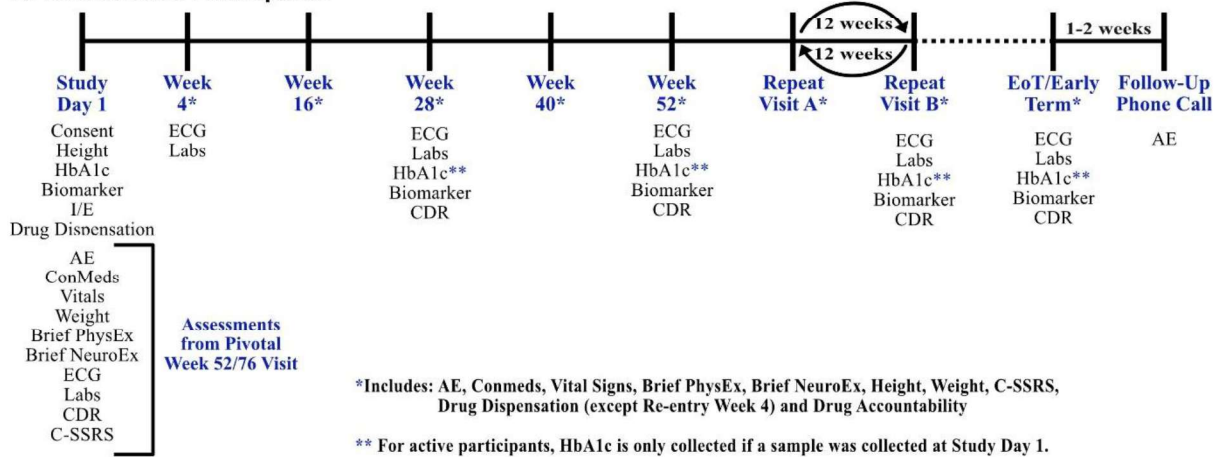 12 weeks
12 weeks
1-2 weeks
Study
Day 1
Consent
Height
HbA1c
Biomarker
I/E
Drug Dispensation
AE
ConMeds
Vitals
Weight
Brief PhysEx
Brief NeuroEx
ECG
Labs
CDR
C-SSRS
Assessments
from Pivotal
Week 52/76 Visit
Week
4*
ECG
Labs
Week
16*
Week
28*
ECG
Labs
HbA1c**
Biomarker
CDR
Week
40*
Week
52*
ECG
Labs
HbA1c**
Biomarker
CDR
Repeat
Visit A*
Repeat
Visit B*
ECG
Labs
HbA1c**
Biomarker
CDR
EoT/Early
Term*
ECG
Labs
HbA1c**
Biomarker
CDR
Follow-Up
Phone Call
AE
*Includes: AE, Conmeds, Vital Signs, Brief PhysEx, Brief NeuroEx, Height, Weight, C-SSRS,
Drug Dispensation (except Re-entry Week 4) and Drug Accountability
** For active participants, HbA1c is only collected if a sample was collected at Study Day 1.